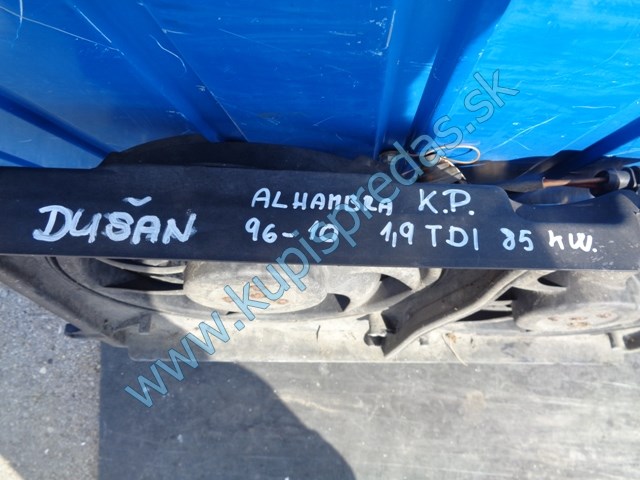 ALHAMBRA K.P.
DUŠAN 96-10 1,9 TDI 85 KW.
www.kupispredas.sk